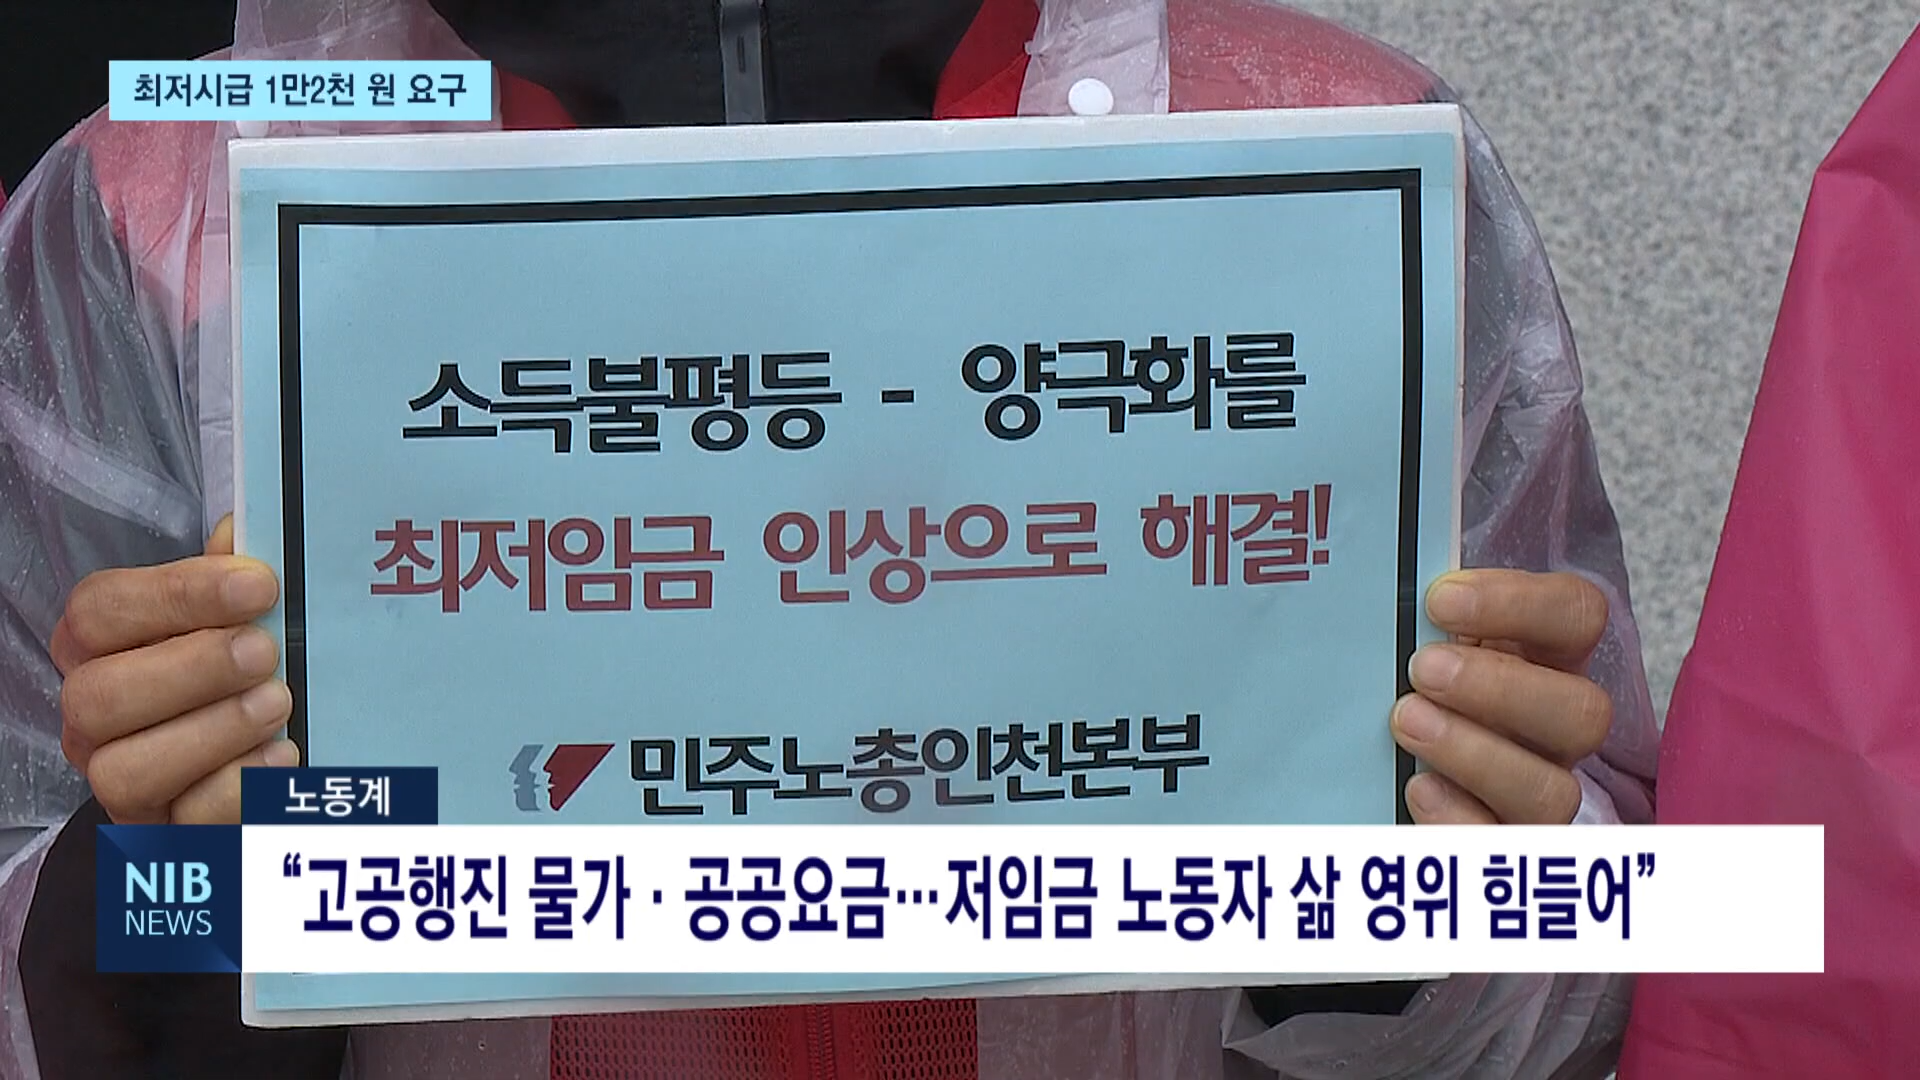 최저시급 1만2천 원 요구
소득불평등 - 양극화를
최저임금 인상으로 해결!
민주노총인천본부
노동계
NIB
NEWS
“고공행진 물가·공공요금…저임금 노동자 삶 영위 힘들어”